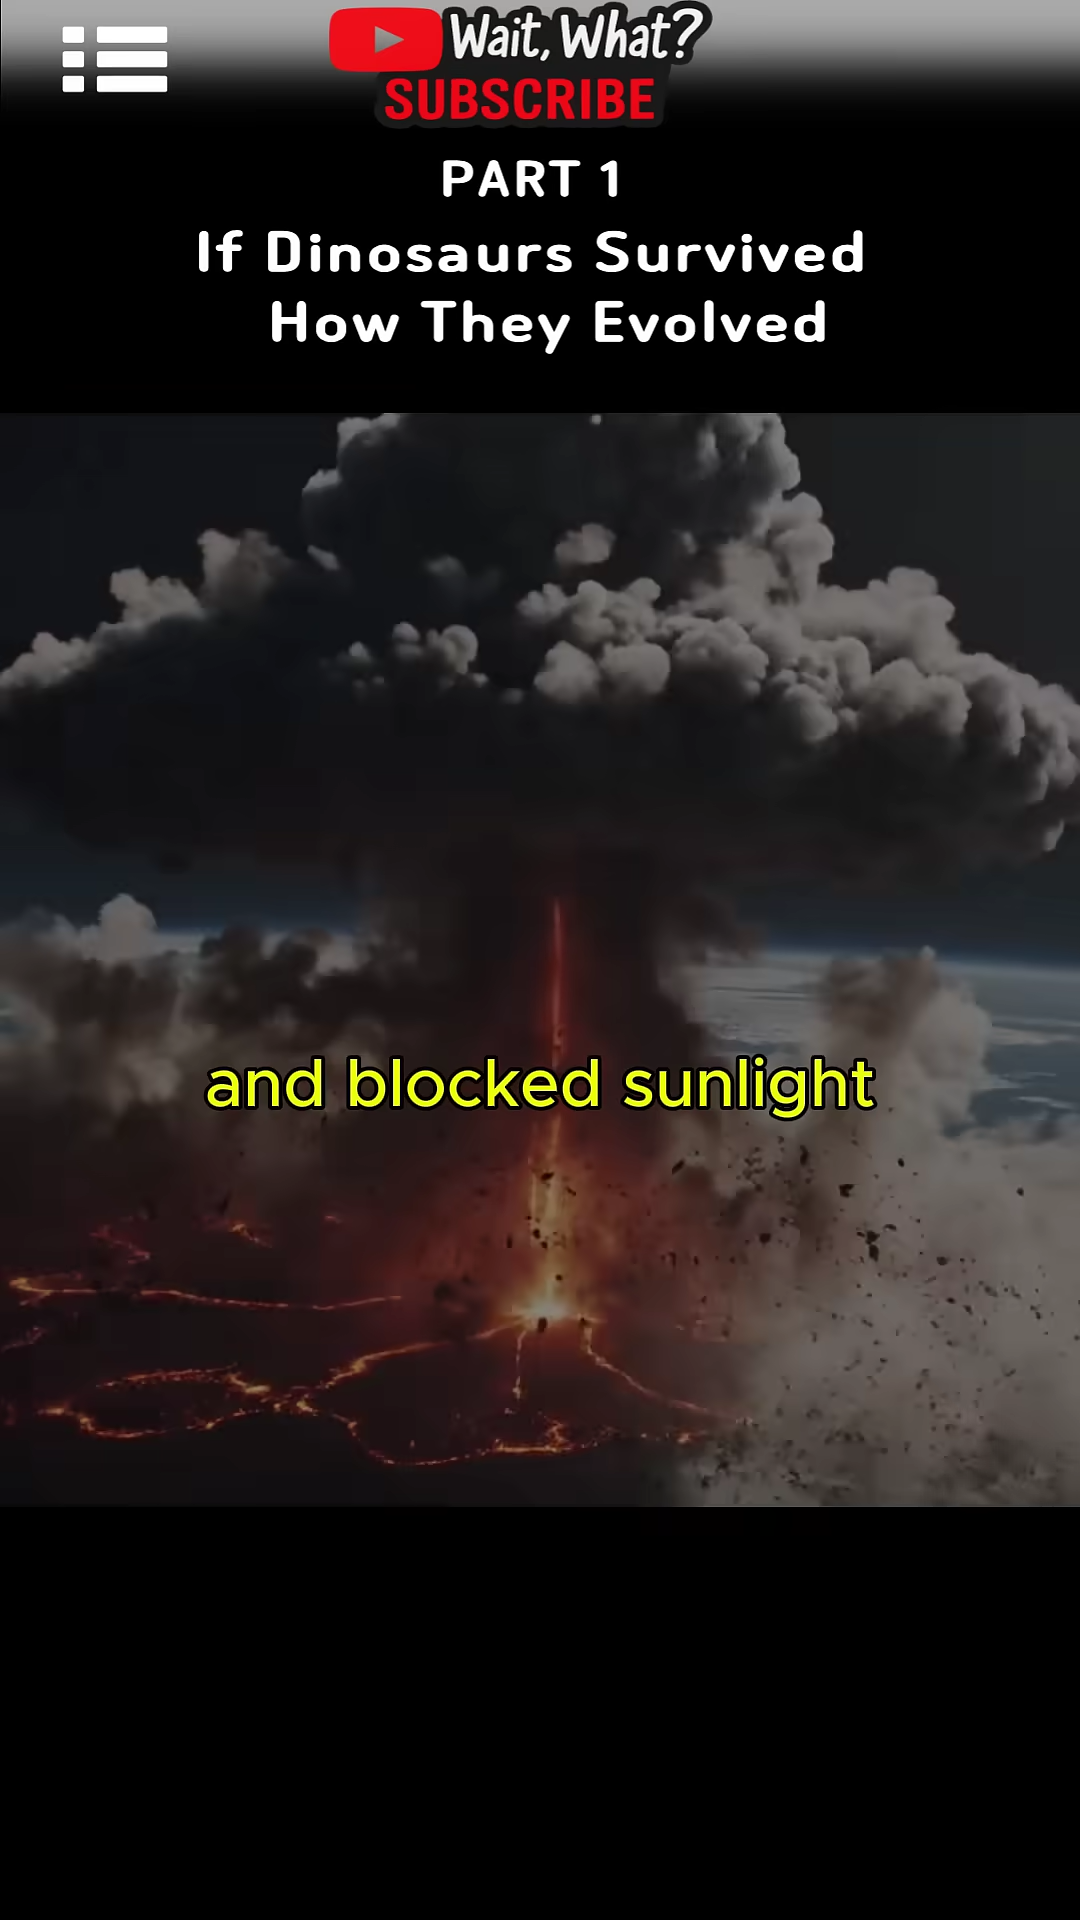 Wait, What?
SUBSCRIBE
PART 1
If Dinosaurs Survived
How They Evolved
and blocked sunlight